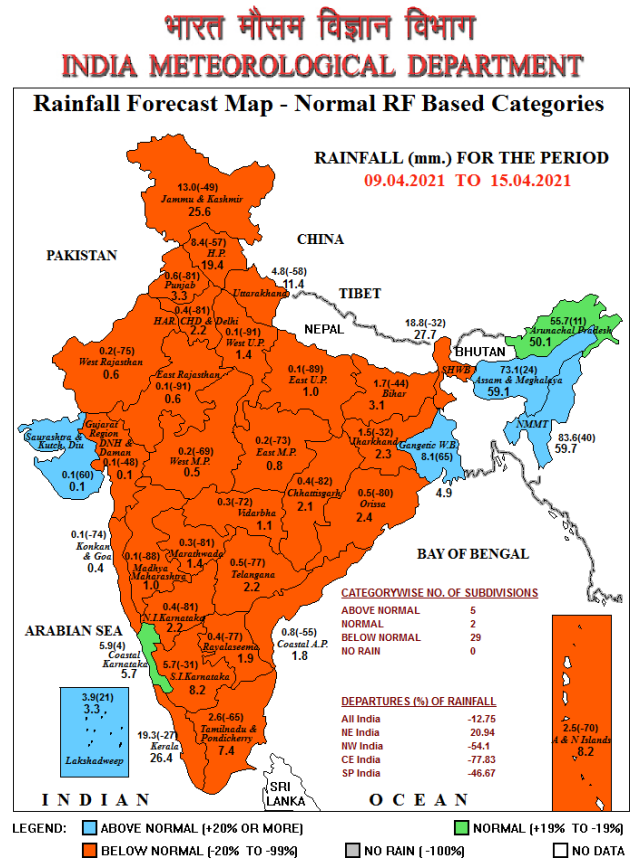 भारत मौसम विज्ञान विभाग
INDIA METEOROLOGICAL DEPARTMENT
Rainfall Forecast Map - Normal RF Based Categories
RAINFALL (mm.) FOR THE PERIOD
09.04.2021 TO 15.04.2021
13.0(-49)
Jammu & Kashmir
25.6
CHINA
8.4(-57)
H.P.
19.4
PAKISTAN
0.6(-81)
Punjab
3.3
4.8(-58)
11.4
Uttarakhand
TIBET
0.4(-81)
HAR. CHD & Delhi
2.2
NEPAL
0.1(-91)
West U.P.
1.4
18.8(-32)
27.7
BHUTAN
55.7(11)
Arunachal Pradesh
50.1
0.2(-75)
West Rajasthan
0.6
East Rajasthan
0.1(-91)
0.6
0.1(-89)
East U.P.
1.0
1.7(-44)
Bihar
3.1
SHWB
73.1(24)
Assam & Meghalaya
59.1
NMMT
83.6(40)
59.7
Saurashtra &
Kutch, Diu
0.1(60)
0.1
Gujarat
Region
DNH &
Daman
0.1(-48)
0.1
0.2(-69)
West M.P.
0.5
0.2(-73)
East M.P.
0.8
1.5(-32)
Jharkhand
2.3
Gangetic W.B.
8.1(65)
4.9
0.4(-82)
Chhattisgarh
2.1
0.5(-80)
Orissa
2.4
0.3(-72)
Vidarbha
1.1
0.1(-74)
Konkan
& Goa
0.4
0.1(-88)
Madhya
Maharashtra
1.0
0.3(-81)
Marathwada
1.4
0.5(-77)
Telangana
2.2
BAY OF BENGAL
0.4(-81)
N.I.Karnataka
2.2
0.4(-77)
Rayalaseema
1.9
0.8(-55)
Coastal A.P.
1.8
ARABIAN SEA
5.9(4)
Coastal
Karnataka
5.7
5.7(-31)
S.I.Karnataka
8.2
CATEGORYWISE NO. OF SUBDIVISIONS
ABOVE NORMAL 5
NORMAL 2
BELOW NORMAL 29
NO RAIN 0
DEPARTURES (%) OF RAINFALL
All India -12.75
NE India 20.94
NW India -54.1
CE India -77.83
SP India -46.67
3.9(21)
3.3
Lakshadweep
19.3(-27)
Kerala
26.4
2.6(-65)
Tamilnadu &
Pondicherry
7.4
2.5(-70)
A & N Islands
8.2
SRI
LANKA
INDIAN OCEAN
LEGEND: ABOVE NORMAL (+20% OR MORE) NORMAL (+19% TO -19%)
BELOW NORMAL (-20% TO -99%) NO RAIN (-100%) NO DATA